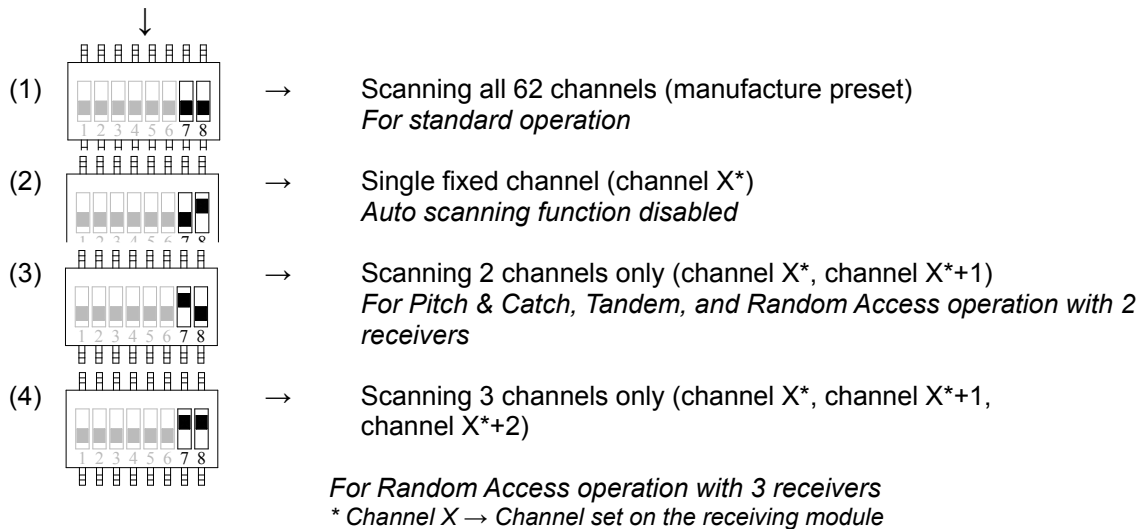 ↓
(1) → Scanning all 62 channels (manufacture preset)
For standard operation
1 2 3 4 5 6 7 8
(2) → Single fixed channel (channel X*)
Auto scanning function disabled
1 2 3 4 5 6 7 8
(3) → Scanning 2 channels only (channel X*, channel X*+1)
For Pitch & Catch, Tandem, and Random Access operation with 2
receivers
1 2 3 4 5 6 7 8
(4) → Scanning 3 channels only (channel X*, channel X*+1,
channel X*+2)
1 2 3 4 5 6 7 8
For Random Access operation with 3 receivers
* Channel X → Channel set on the receiving module